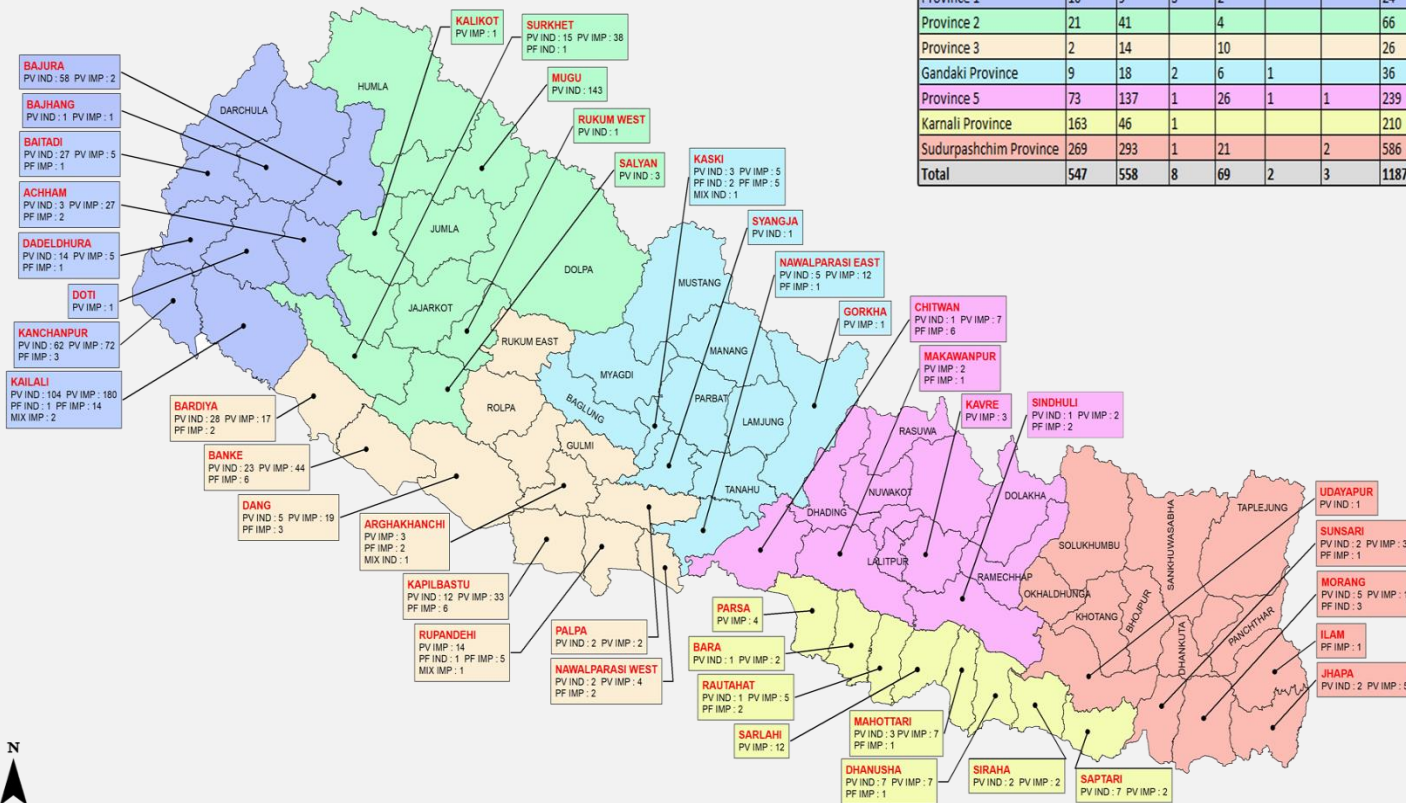 Province 1 10 9 3 2 24
Province 2 21 41 4 66
Province 3 2 14 10 26
Gandaki Province 9 18 2 6 1 36
Province 5 73 137 1 26 1 1 239
Karnali Province 163 46 1 210
Sudurpashchim Province 269 293 1 21 2 586
Total 547 558 8 69 2 3 1187
KALIKOT
PV IMP : 1
SURKHET
PV IND : 15 PV IMP : 38
PF IND : 1
MUGU
PV IND : 143
RUKUM WEST
PV IND : 1
SALYAN
PV IND : 3
BAJURA
PV IND : 58 PV IMP : 2
BAJHANG
PV IND : 1 PV IMP : 1
BAITADI
PV IND : 27 PV IMP : 5
PF IMP : 1
ACHHAM
PV IND : 3 PV IMP : 27
PF IMP : 2
DADELDHURA
PV IND : 14 PV IMP : 5
PF IMP : 1
DOTI
PV IMP : 1
KANCHANPUR
PV IND : 62 PV IMP : 72
PF IMP : 3
KAILALI
PV IND : 104 PV IMP : 180
PF IND : 1 PF IMP : 14
MIX IMP : 2
HUMLA
DARCHULA
JUMLA
DOLPA
JAJARKOT
KASKI
PV IND : 3 PV IMP : 5
PF IND : 2 PF IMP : 5
MIX IND : 1
SYANGJA
PV IND : 1
NAWALPARASI EAST
PV IND : 5 PV IMP : 12
PF IMP : 1
GORKHA
PV IMP : 1
MUSTANG
MANANG
MYAGDI
PARBAT
BAGLUNG
LAMJUNG
TANAHU
RUKUM EAST
ROLPA
GULMI
BARDIYA
PV IND : 28 PV IMP : 17
PF IMP : 2
BANKE
PV IND : 23 PV IMP : 44
PF IMP : 6
DANG
PV IND : 5 PV IMP : 19
PF IMP : 3
ARGHAKHANCHI
PV IMP : 3
PF IMP : 2
MIX IND : 1
KAPILBASTU
PV IND : 12 PV IMP : 33
PF IMP : 6
RUPANDEHI
PV IMP : 14
PF IND : 1 PF IMP : 5
MIX IMP : 1
PALPA
PV IND : 2 PV IMP : 2
NAWALPARASI WEST
PV IND : 2 PV IMP : 4
PF IMP : 2
CHITWAN
PV IND : 1 PV IMP : 7
PF IMP : 6
MAKAWANPUR
PV IMP : 2
PF IMP : 1
KAVRE
PV IMP : 3
SINDHULI
PV IND : 1 PV IMP : 2
PF IMP : 2
RASUWA
NUWAKOT
DHADING
DOLAKHA
LALITPUR
RAMECHHAP
PARSA
PV IMP : 4
BARA
PV IND : 1 PV IMP : 2
RAUTAHAT
PV IND : 1 PV IMP : 5
PF IMP : 2
SARLAHI
PV IMP : 12
MAHOTTARI
PV IND : 3 PV IMP : 7
PF IMP : 1
DHANUSHA
PV IND : 7 PV IMP : 7
PF IMP : 1
SIRAHA
PV IND : 2 PV IMP : 2
SAPTARI
PV IND : 7 PV IMP : 2
SOLUKHUMBU
SANKHUWASABHA
TAPLEJUNG
OKHALDHUNGA
KHOTANG
BHOJPUR
DHANKUTA
PANCHTHAR
UDAYAPUR
PV IND : 1
SUNSARI
PV IND : 2 PV IMP : 3
PF IMP : 1
MORANG
PV IND : 5 PV IMP :
PF IND : 3
ILAM
PF IMP : 1
JHAPA
PV IND : 2 PV IMP : 5
N